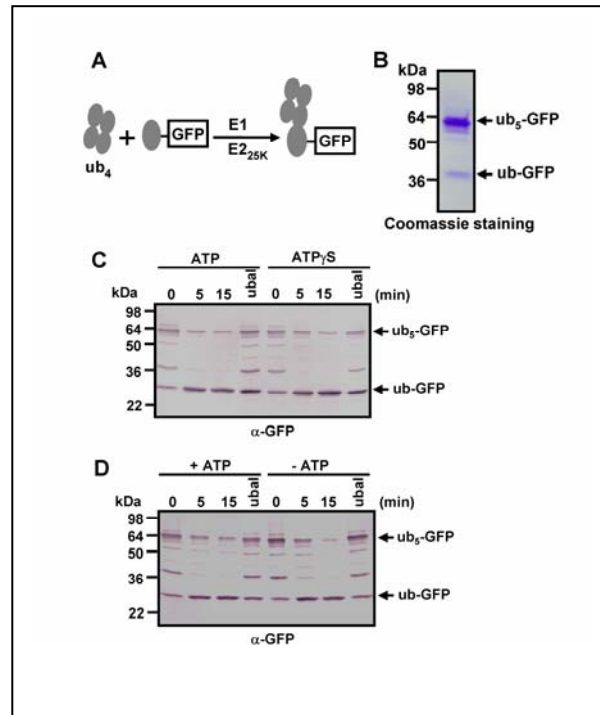 A
ub4 + GFP E1 E225K GFP
B
kDa
98
64
50
36
ub5-GFP
ub-GFP
Coomassie staining
C
ATP ATPγS
kDa 0 5 15 ubal 0 5 15 ubal (min)
98
64
50
36
22
ub5-GFP
ub-GFP
α-GFP
D
+ ATP - ATP
kDa 0 5 15 ubal 0 5 15 ubal (min)
98
64
50
36
22
ub5-GFP
ub-GFP
α-GFP